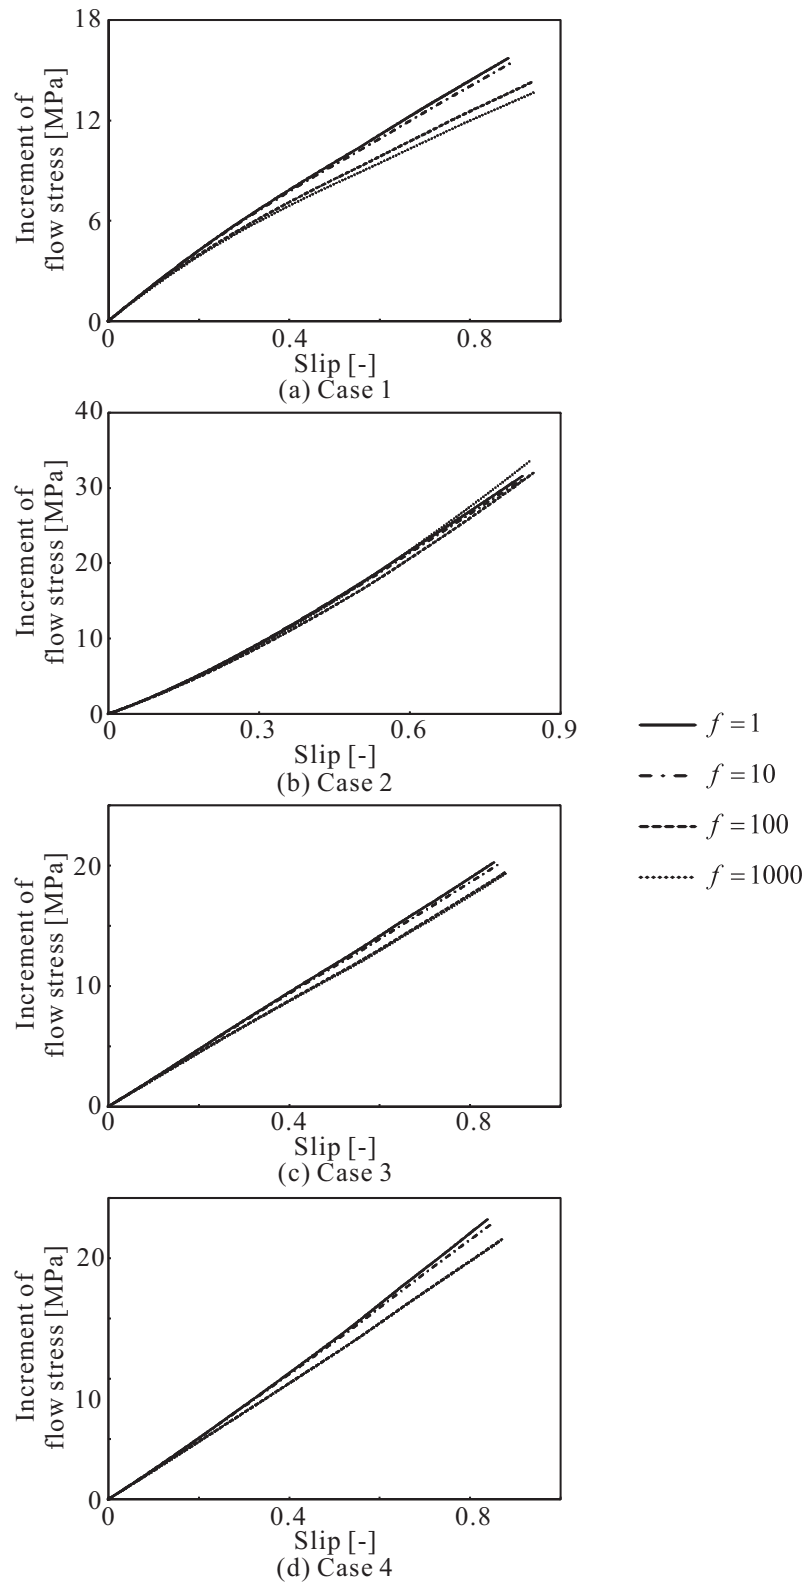 18
12
6
0
0
0.4
0.8
Increment of
flow stress [MPa]
Slip [-]
(a) Case 1
40
30
20
10
0
0
0.3
0.6
0.9
Increment of
flow stress [MPa]
Slip [-]
(b) Case 2
f = 1
f = 10
f = 100
f = 1000
20
10
0
0
0.4
0.8
Increment of
flow stress [MPa]
Slip [-]
(c) Case 3
20
10
0
0
0.4
0.8
Increment of
flow stress [MPa]
Slip [-]
(d) Case 4